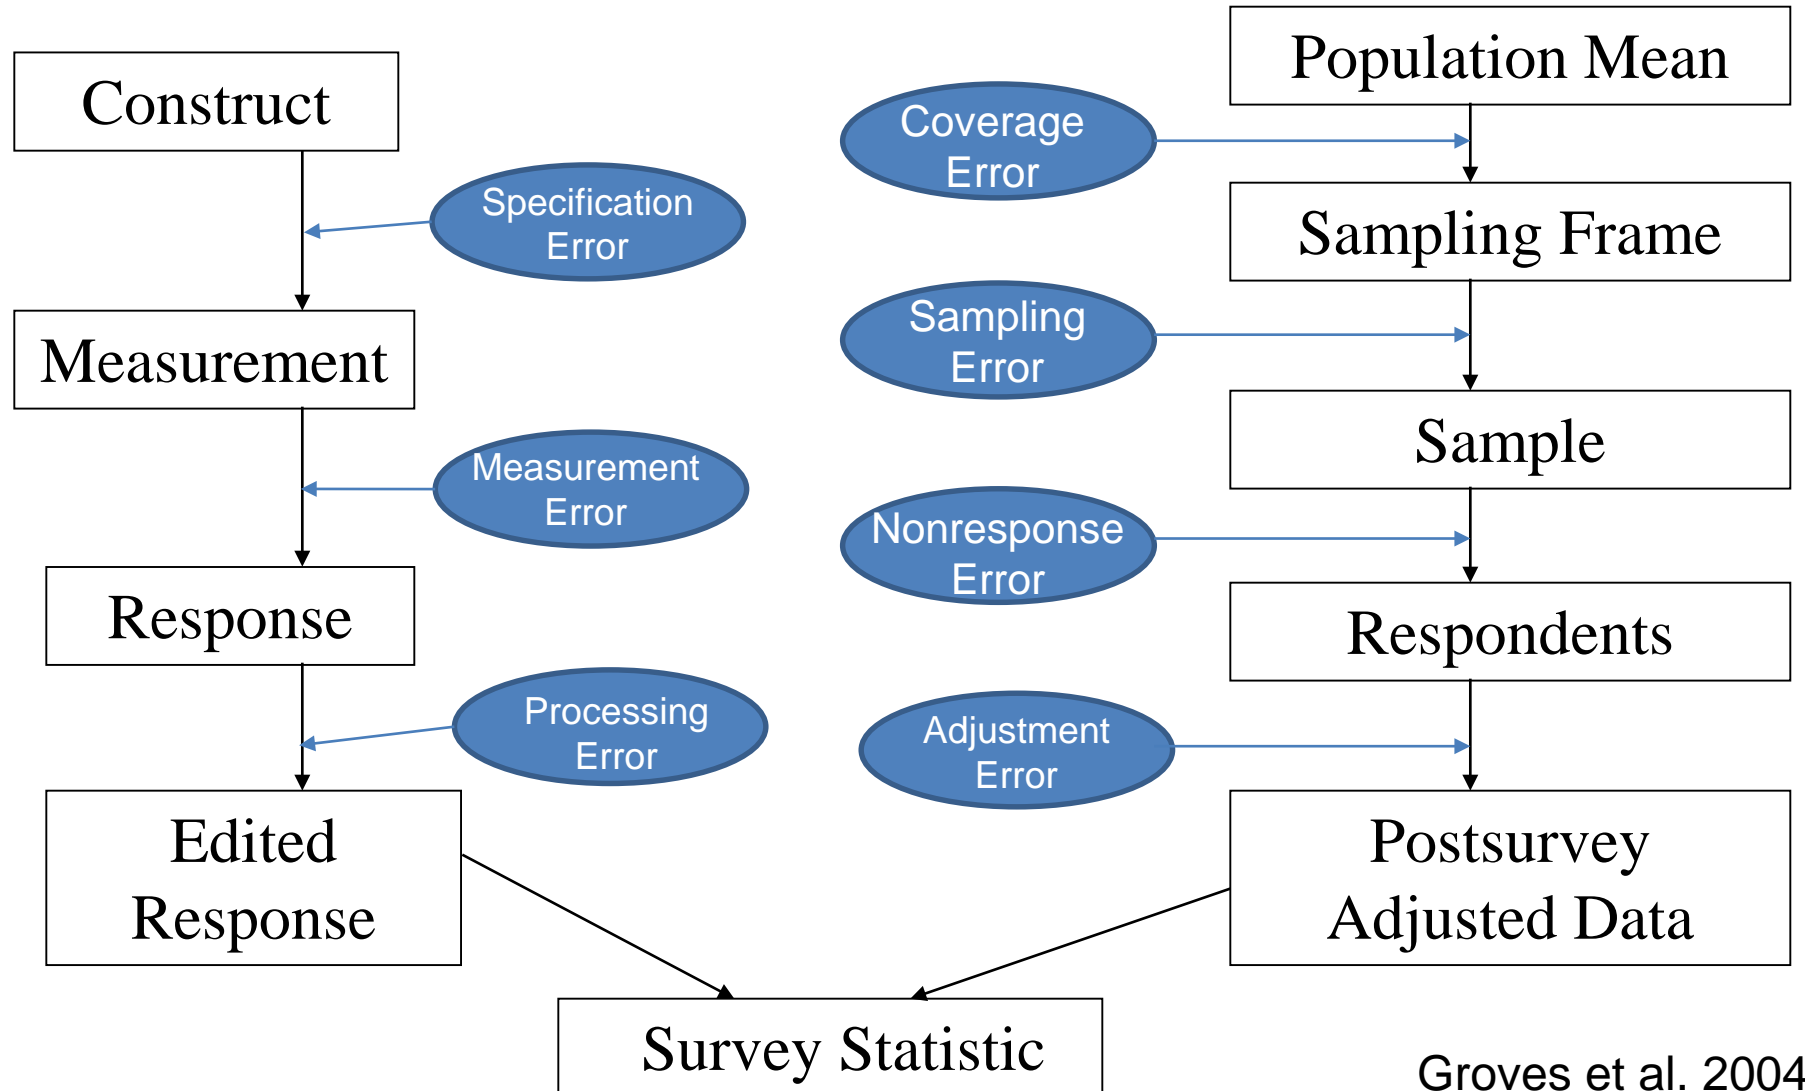 Construct
Specification
Error
Measurement
Measurement
Error
Response
Processing
Error
Edited
Response
Population Mean
Coverage
Error
Sampling Frame
Sampling
Error
Sample
Nonresponse
Error
Respondents
Adjustment
Error
Postsurvey
Adjusted Data
Survey Statistic
Groves et al. 2004